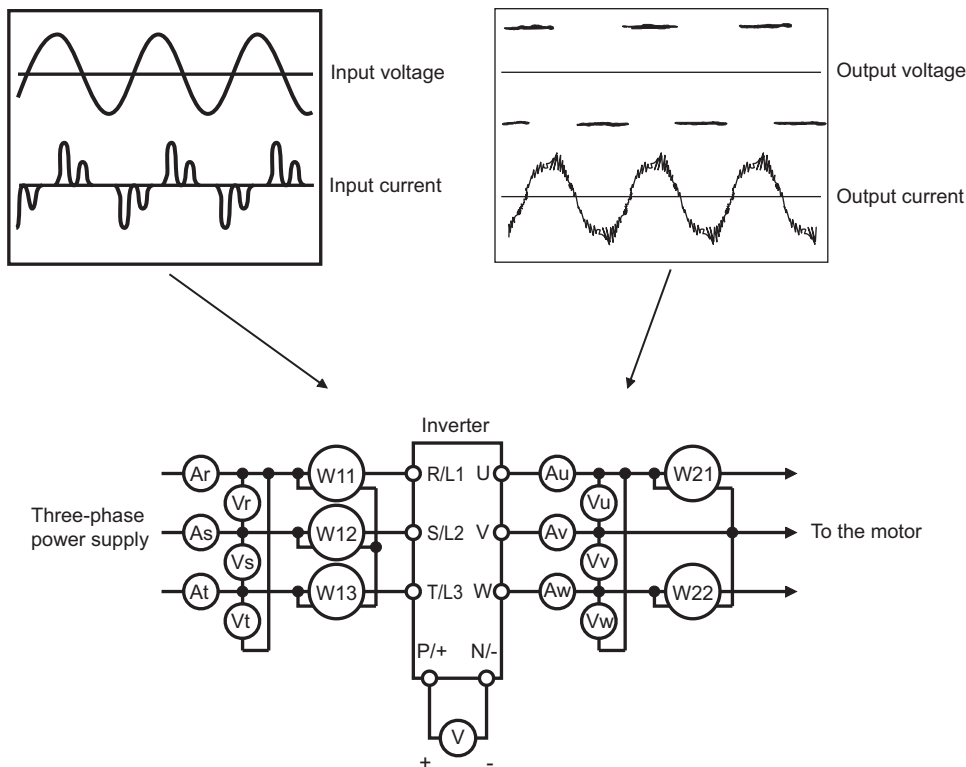 Input voltage
Input current
Output voltage
Output current
Inverter
Three-phase
power supply
Ar
As
At
Vr
Vs
Vt
W11
W12
W13
R/L1
S/L2
T/L3
U
V
W
P/+
N/-
Au
Av
Aw
Vu
Vv
Vw
W21
W22
To the motor
V
+
-